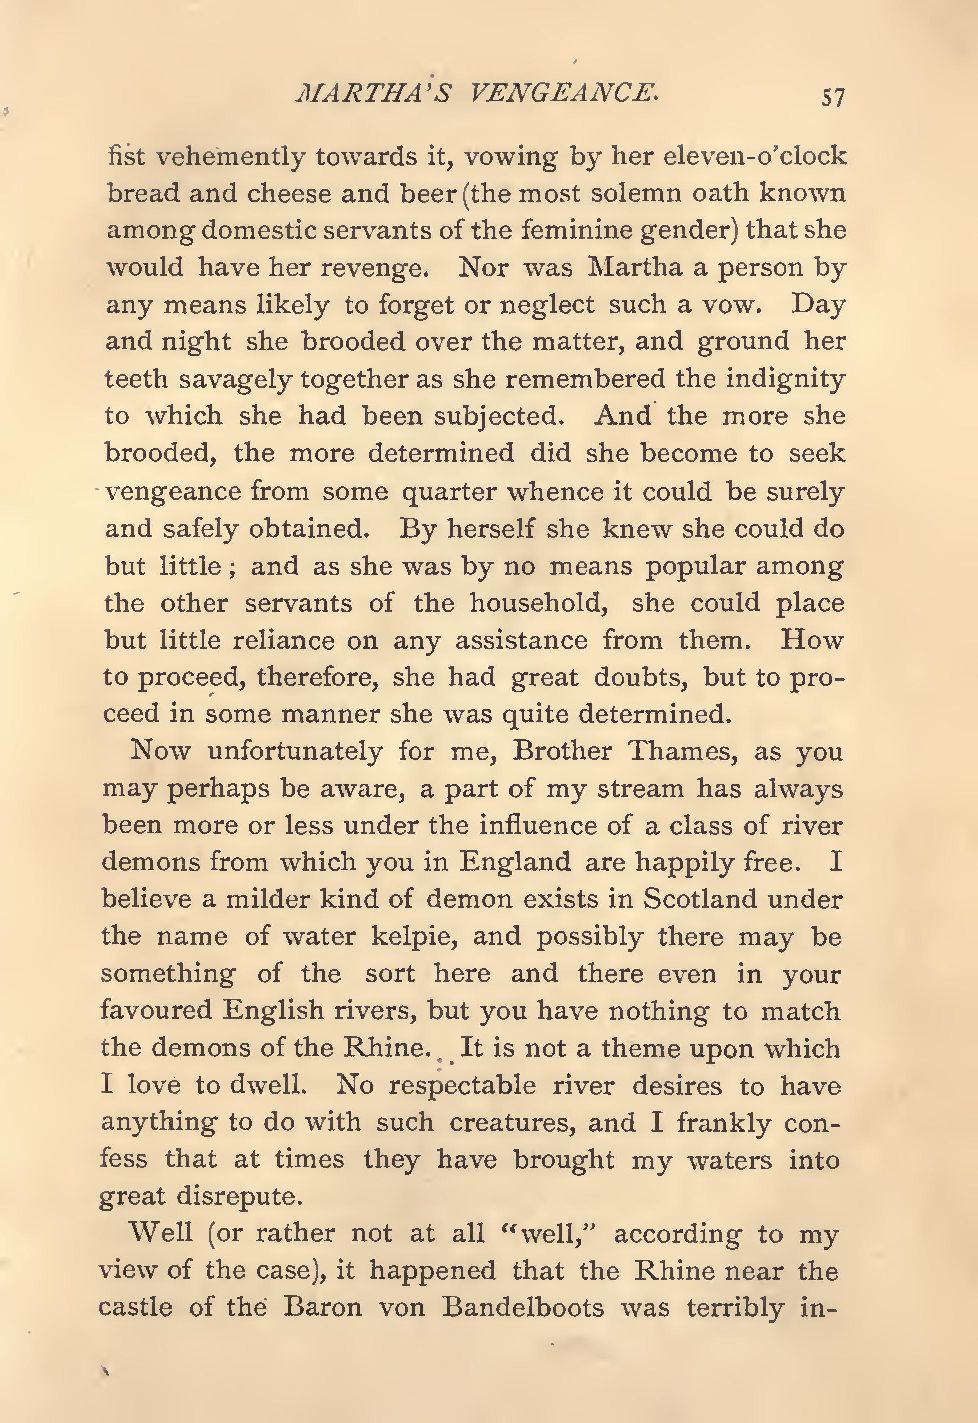 MARTHA'S VENGEANCE. 57
fist vehemently towards it, vowing by her eleven-o'clock
bread and cheese and beer (the most solemn oath known
among domestic servants of the feminine gender) that she
would have her revenge. Nor was Martha a person by
any means likely to forget or neglect such a vow. Day
and night she brooded over the matter, and ground her
teeth savagely together as she remembered the indignity
to which she had been subjected. And the more she
brooded, the more determined did she become to seek
vengeance from some quarter whence it could be surely
and safely obtained. By herself she knew she could do
but little; and as she was by no means popular among
the other servants of the household, she could place
but little reliance on any assistance from them. How
to proceed, therefore, she had great doubts, but to pro-
ceed in some manner she was quite determined.
Now unfortunately for me, Brother Thames, as you
may perhaps be aware, a part of my stream has always
been more or less under the influence of a class of river
demons from which you in England are happily free. I
believe a milder kind of demon exists in Scotland under
the name of water kelpie, and possibly there may be
something of the sort here and there even in your
favoured English rivers, but you have nothing to match
the demons of the Rhine. It is not a theme upon which
I love to dwell. No respectable river desires to have
anything to do with such creatures, and I frankly con-
fess that at times they have brought my waters into
great disrepute.
Well (or rather not at all "well," according to my
view of the case), it happened that the Rhine near the
castle of the Baron von Bandelboots was terribly in-